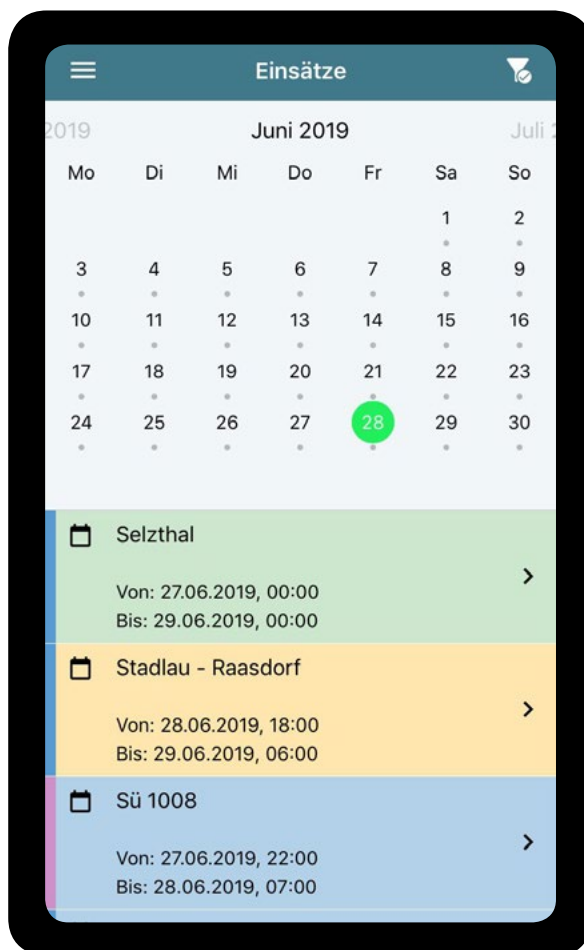 Einsätze
2019 Juni 2019 Juli
Mo Di Mi Do Fr Sa So
1 2
3 4 5 6 7 8 9
10 11 12 13 14 15 16
17 18 19 20 21 22 23
24 25 26 27 28 29 30
Selzthal
Von: 27.06.2019, 00:00
Bis: 29.06.2019, 00:00
Stadlau - Raasdorf
Von: 28.06.2019, 18:00
Bis: 29.06.2019, 06:00
Sü 1008
Von: 27.06.2019, 22:00
Bis: 28.06.2019, 07:00